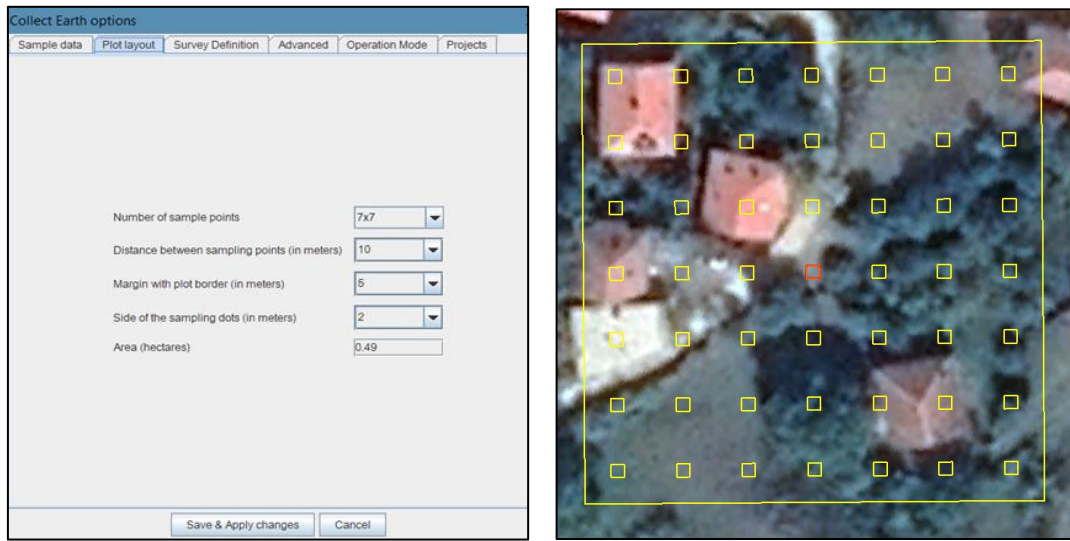 Collect Earth options
Sample data Plot layout Survey Definition Advanced Operation Mode Projects
Number of sample points 7x7
Distance between sampling points (in meters) 10
Margin with plot border (in meters) 5
Side of the sampling dots (in meters) 2
Area (hectares) 0.49
Save & Apply changes Cancel